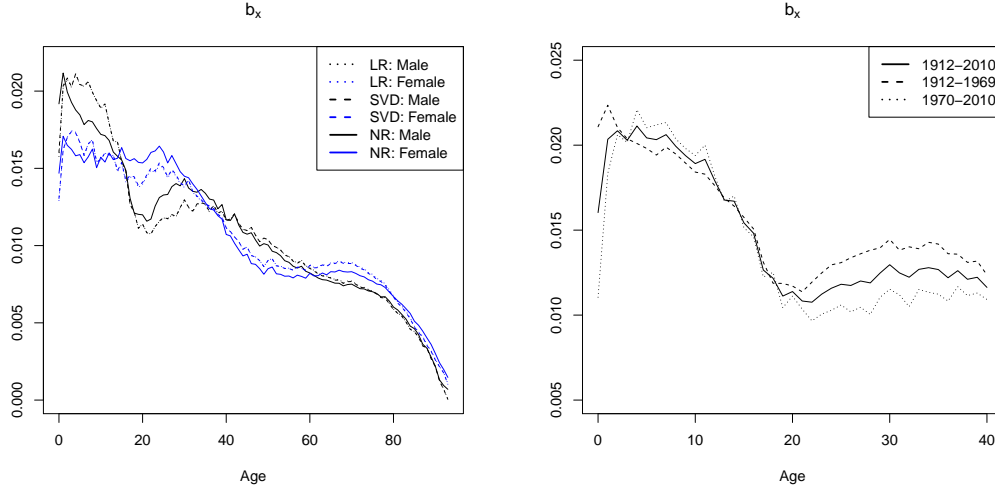 b_x
0.020
0.015
0.010
0.005
0.000
LR: Male
LR: Female
SVD: Male
SVD: Female
NR: Male
NR: Female
0 20 40 60 80
Age
b_x
0.025
0.020
0.015
0.010
0.005
1912−2010
1912−1969
1970−2010
0 10 20 30 40
Age